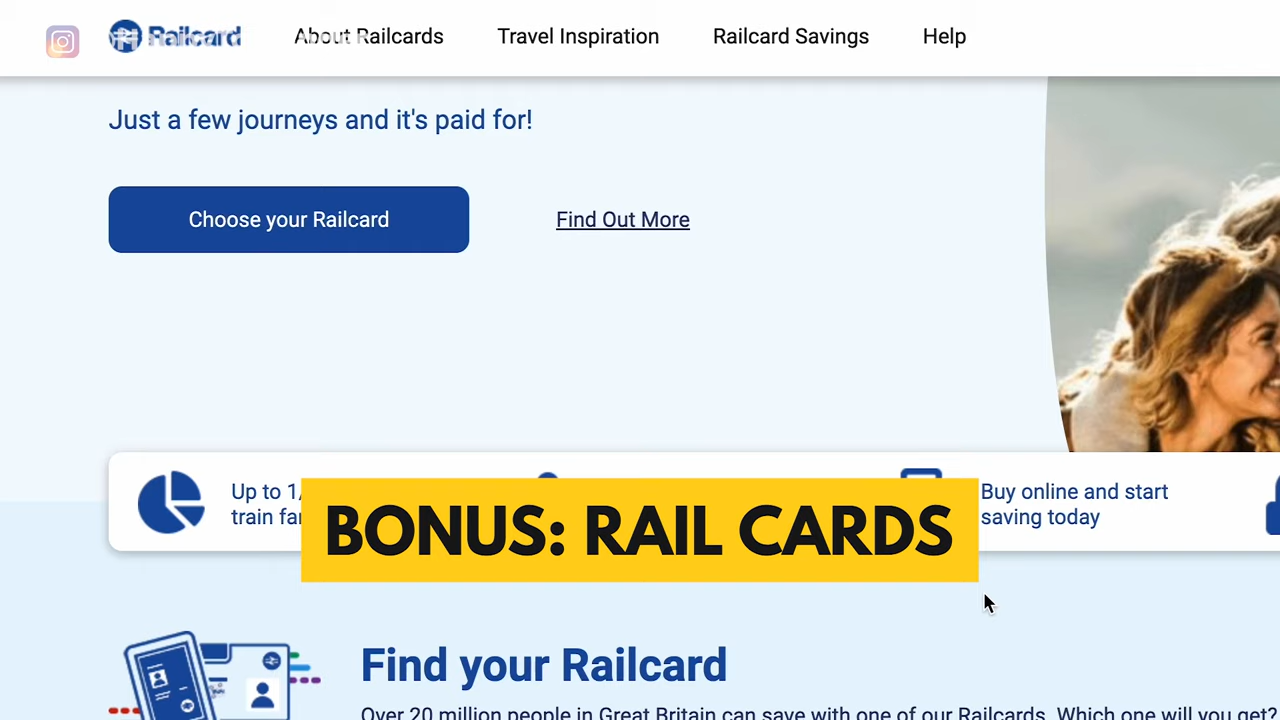 Railcard
About Railcards
Travel Inspiration
Railcard Savings
Help
Just a few journeys and it's paid for!
Choose your Railcard
Find Out More
Up to
train
Buy online and start
saving today
BONUS: RAIL CARDS
Find your Railcard
Over 20 million people in Great Britain can save with one of our Railcards. Which one will you get?